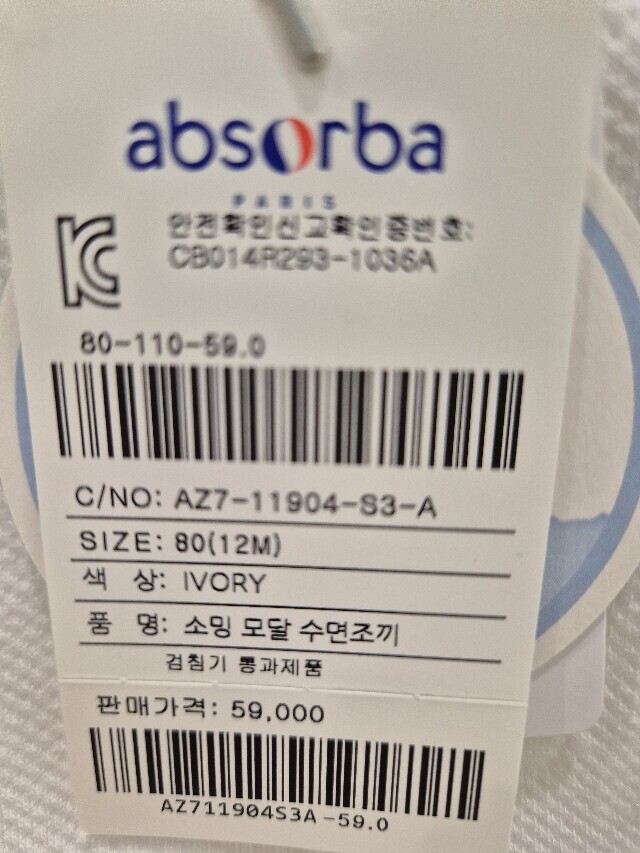 absorba
PARIS
안전확인신고확인증번호:
CB014R293-1036A
80-110-59.0
C/NO: AZ7-11904-S3-A
SIZE: 80(12M)
색 상: IVORY
품 명: 소밍 모달 수면조끼
검침기 통과제품
판매가격: 59,000
AZ711904S3A-59.0